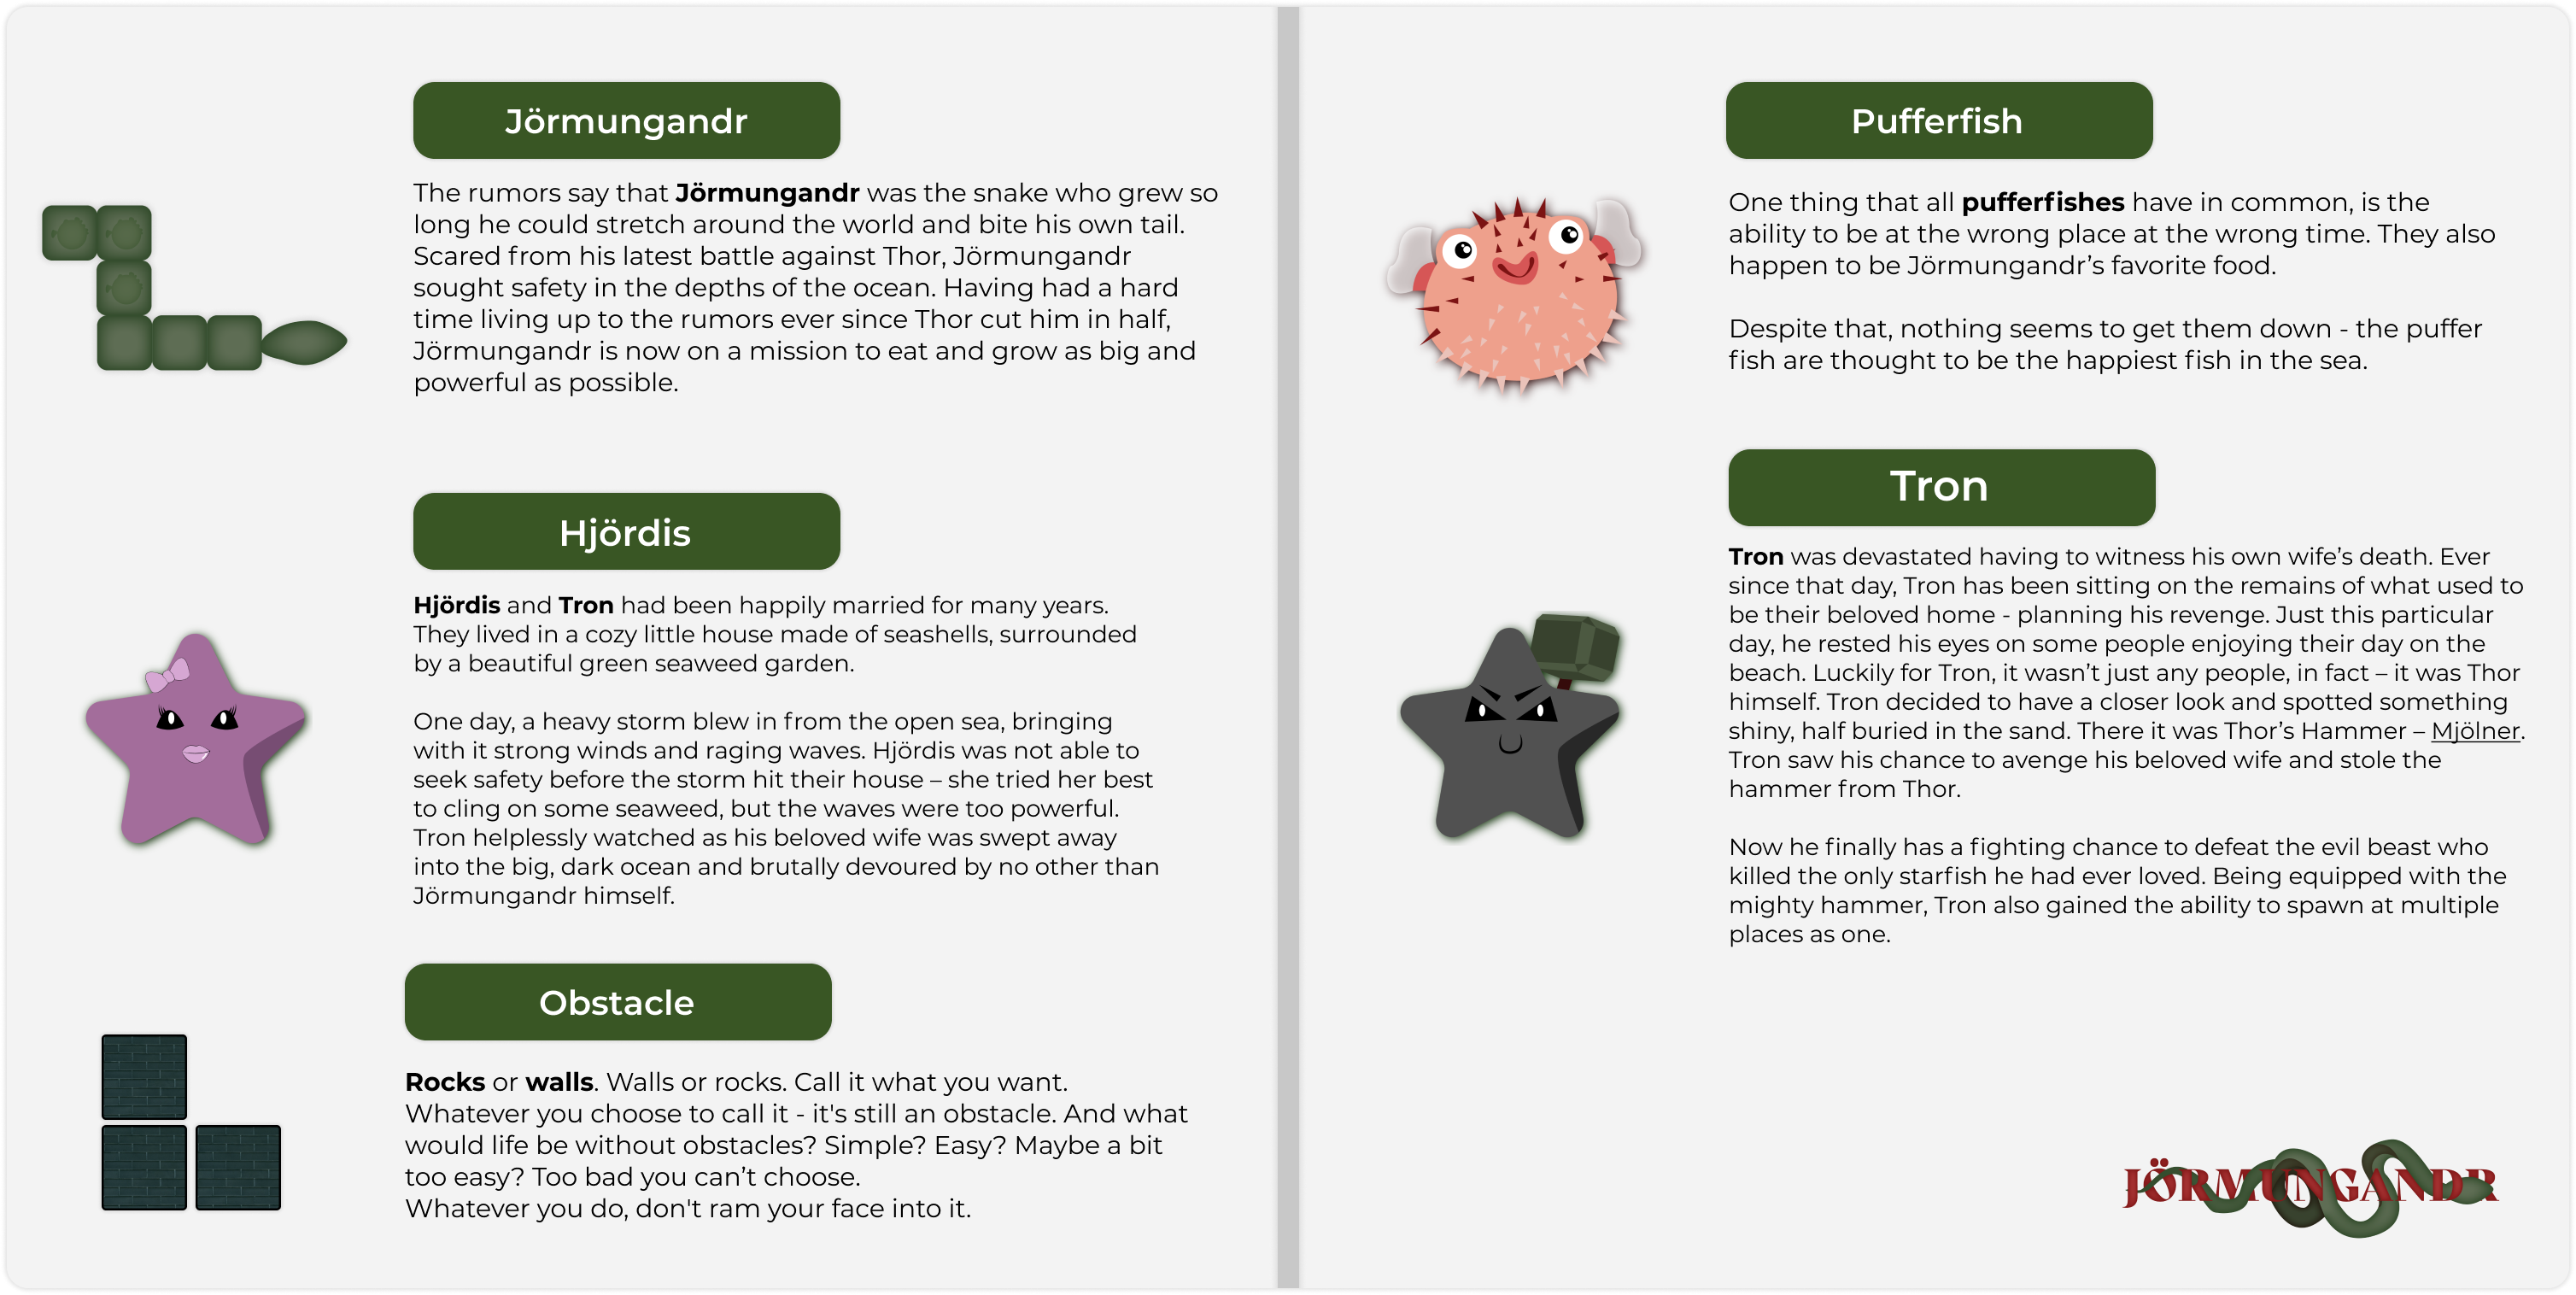 Jörmungandr
The rumors say that Jörmungandr was the snake who grew so
long he could stretch around the world and bite his own tail.
Scared from his latest battle against Thor, Jörmungandr
sought safety in the depths of the ocean. Having had a hard
time living up to the rumors ever since Thor cut him in half,
Jörmungandr is now on a mission to eat and grow as big and
powerful as possible.
Hjördis
Hjördis and Tron had been happily married for many years.
They lived in a cozy little house made of seashells, surrounded
by a beautiful green seaweed garden.
One day, a heavy storm blew in from the open sea, bringing
with it strong winds and raging waves. Hjördis was not able to
seek safety before the storm hit their house – she tried her best
to cling on some seaweed, but the waves were too powerful.
Tron helplessly watched as his beloved wife was swept away
into the big, dark ocean and brutally devoured by no other than
Jörmungandr himself.
Obstacle
Rocks or walls. Walls or rocks. Call it what you want.
Whatever you choose to call it - it's still an obstacle. And what
would life be without obstacles? Simple? Easy? Maybe a bit
too easy? Too bad you can’t choose.
Whatever you do, don't ram your face into it.
Pufferfish
One thing that all pufferfishes have in common, is the
ability to be at the wrong place at the wrong time. They also
happen to be Jörmungandr’s favorite food.
Despite that, nothing seems to get them down - the puffer
fish are thought to be the happiest fish in the sea.
Tron
Tron was devastated having to witness his own wife’s death. Ever
since that day, Tron has been sitting on the remains of what used to
be their beloved home - planning his revenge. Just this particular
day, he rested his eyes on some people enjoying their day on the
beach. Luckily for Tron, it wasn’t just any people, in fact – it was Thor
himself. Tron decided to have a closer look and spotted something
shiny, half buried in the sand. There it was Thor’s Hammer – Mjölner.
Tron saw his chance to avenge his beloved wife and stole the
hammer from Thor.
Now he finally has a fighting chance to defeat the evil beast who
killed the only starfish he had ever loved. Being equipped with the
mighty hammer, Tron also gained the ability to spawn at multiple
places as one.
JÖRMUNGANDR